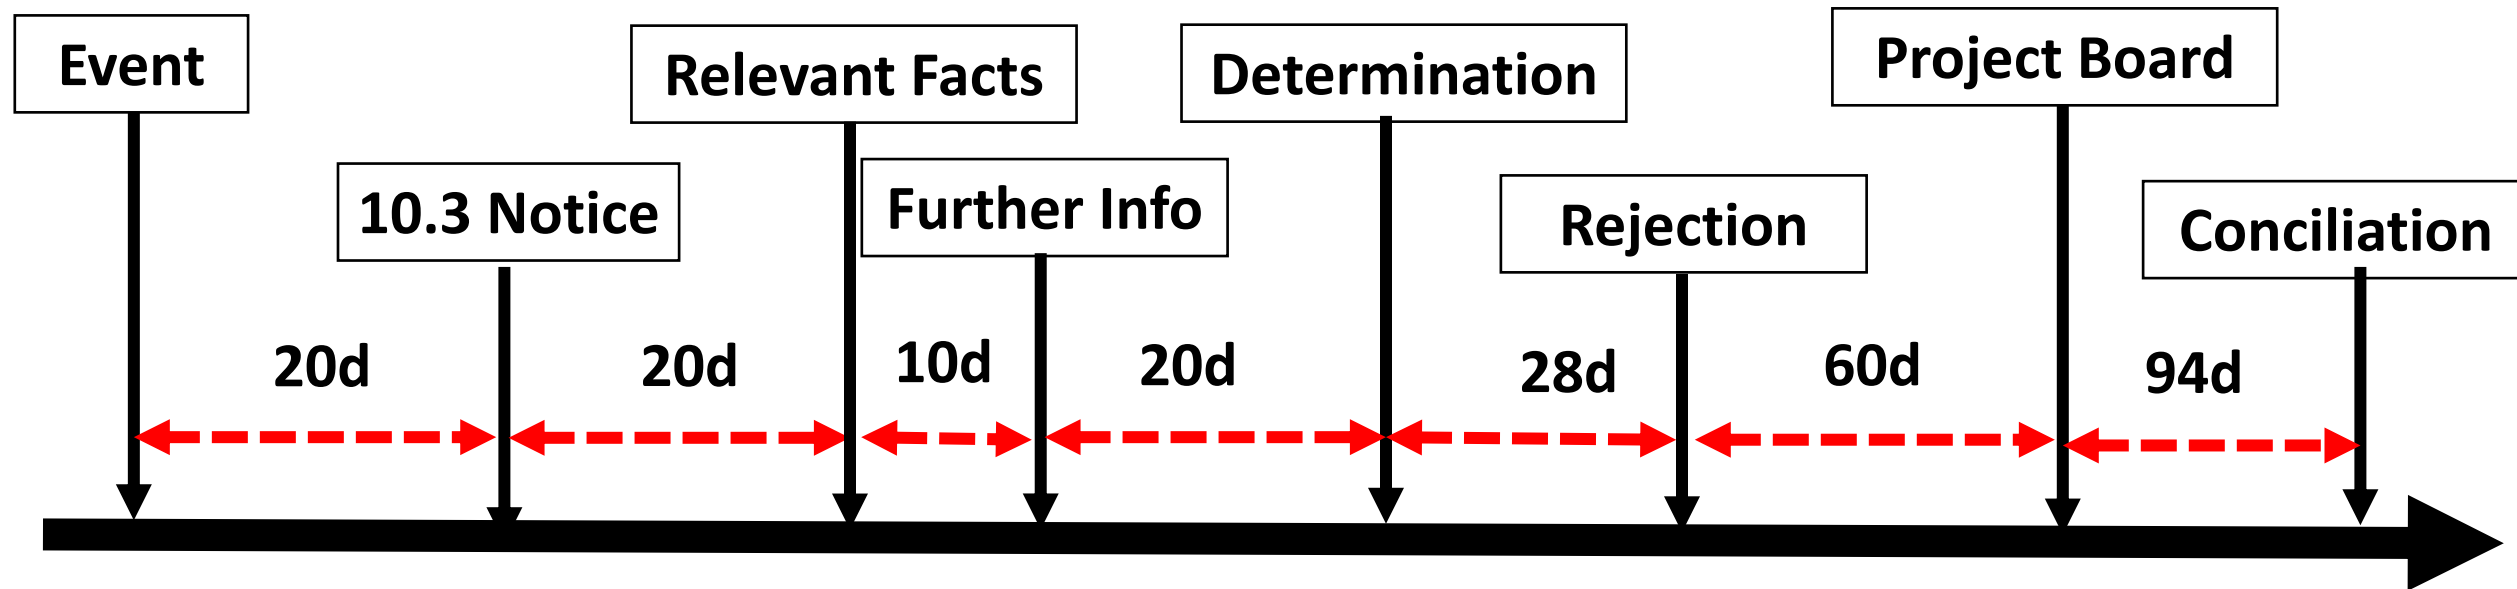 Event
Relevant Facts
Determination
Project Board
10.3 Notice
Further Info
Rejection
Conciliation
20d
20d
10d
20d
28d
60d
94d